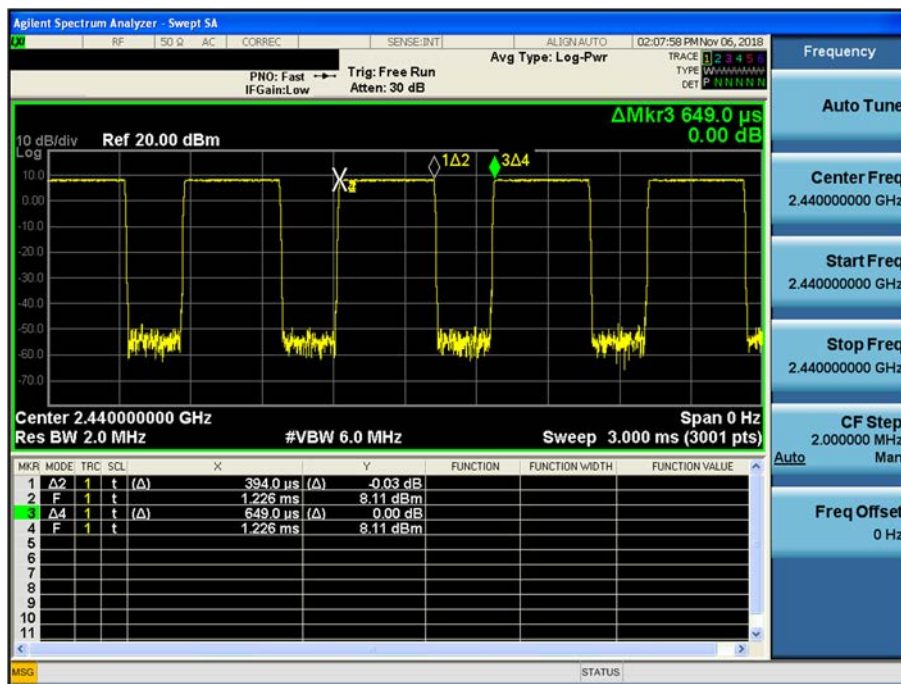 Agilent Spectrum Analyzer - Swept SA
RF 50 Ω AC CORREC SENSE:INT ALIGNAUTO 02:07:58 PM Nov 06, 2018
Frequency
Avg Type: Log-Pwr
TRACE 1 2 3 4 5 6
PNO: Fast Trig: Free Run
TYPE W
IFGain:Low Atten: 30 dB
DET P N N N N N
Auto Tune
ΔMkr3 649.0 µs
0.00 dB
10 dB/div Ref 20.00 dBm
Log
1Δ2 3Δ4
10.0
0.00
-10.0
-20.0
-30.0
-40.0
-50.0
-60.0
-70.0
Center Freq
2.440000000 GHz
Start Freq
2.440000000 GHz
Stop Freq
2.440000000 GHz
Center 2.440000000 GHz Span 0 Hz
Res BW 2.0 MHz #VBW 6.0 MHz Sweep 3.000 ms (3001 pts)
CF Step
2.000000 MHz
Auto Man
Freq Offset
0 Hz
MKR MODE TRC SCL X Y FUNCTION FUNCTION WIDTH FUNCTION VALUE
1 Δ2 1 t (Δ) 394.0 µs (Δ) -0.03 dB
2 F 1 t 1.226 ms 8.11 dBm
3 Δ4 1 t (Δ) 649.0 µs (Δ) 0.00 dB
4 F 1 t 1.226 ms 8.11 dBm
5
6
7
8
9
10
11
MSG STATUS